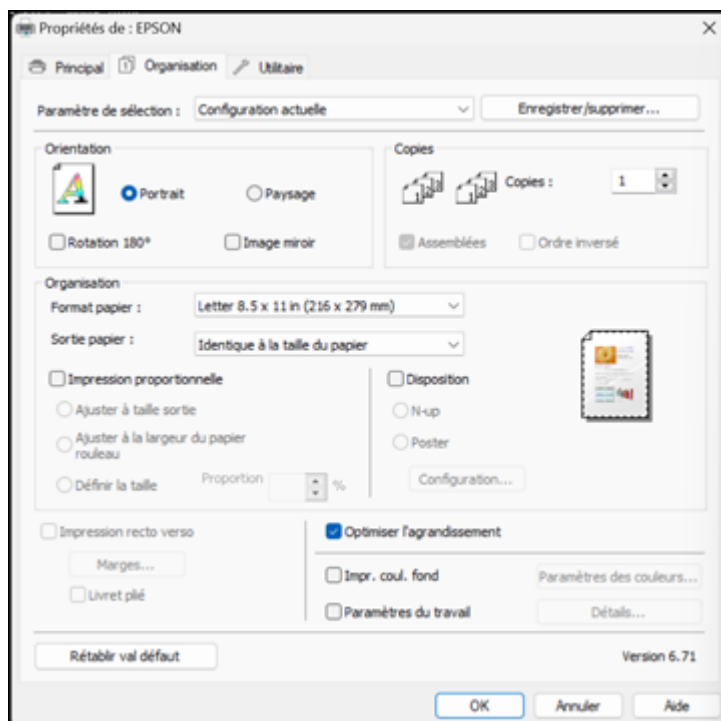 Propriétés de : EPSON
Principal
Organisation
Utilitaire
Paramètre de sélection :
Configuration actuelle
Enregistrer/supprimer...
Orientation
Portrait
Paysage
Rotation 180°
Image miroir
Copies
Copies :
1
Assemblées
Ordre inversé
Organisation
Format papier :
Letter 8.5 x 11 in (216 x 279 mm)
Sortie papier :
Identique à la taille du papier
Impression proportionnelle
Ajuster à taille sortie
Ajuster à la largeur du papier
rouleau
Définir la taille
Proportion
%
Disposition
N-up
Poster
Configuration...
Impression recto verso
Marges...
Livret plié
Optimiser l'agrandissement
Impr. coul. fond
Paramètres des couleurs...
Paramètres du travail
Détails...
Rétablir val défaut
Version 6.71
OK
Annuler
Aide